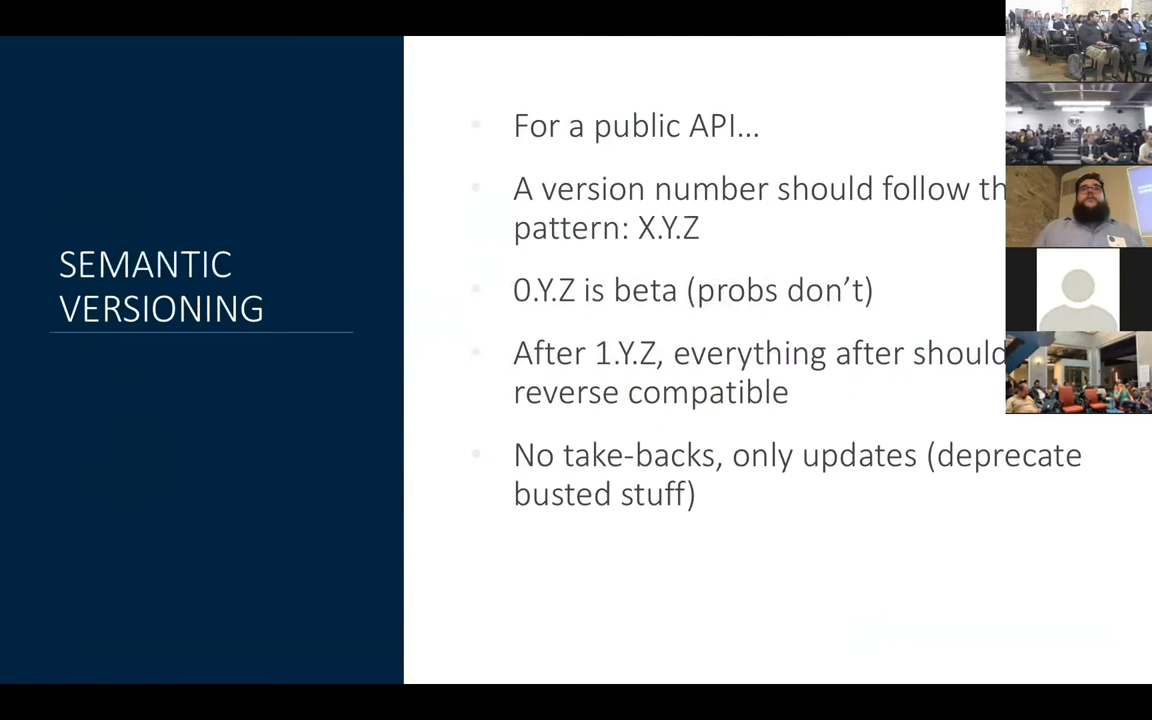 SEMANTIC
VERSIONING
For a public API...
A version number should follow
pattern: X.Y.Z
0.Y.Z is beta (probs don't)
After 1.Y.Z, everything after should
reverse compatible
No take-backs, only updates (deprecate
busted stuff)